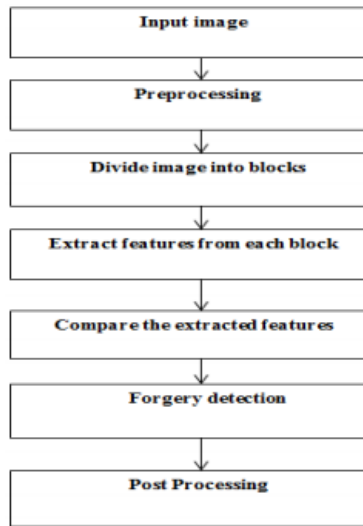 Input image
Preprocessing
Divide image into blocks
Extract features from each block
Compare the extracted features
Forgery detection
Post Processing